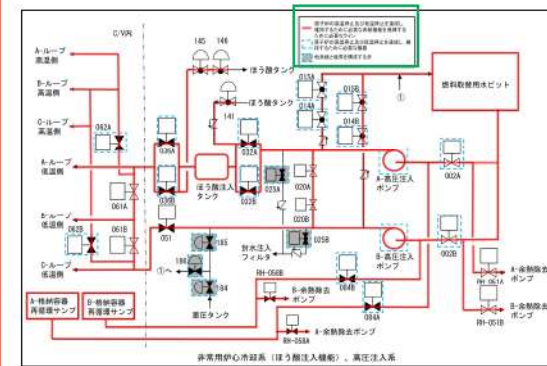 C/V内
A-ループ
高温側
B-ループ
高温側
C-ループ
高温側
A-ループ
低温側
B-ループ
低温側
C-ループ
低温側
A-格納容器
再循環サンプ
B-格納容器
再循環サンプ
145
146
ほう酸タンク
ほう酸タンク
141
062A
061A
062B
061B
036A
036B
ほう酸注入
タンク
051
032A
032B
023A
020A
020B
025B
封水注入
フィルタ
015A
014A
015B
014B
①
燃料取替用水ピット
A-高圧注入
ポンプ
B-高圧注入
ポンプ
002A
002B
①へ
185
186
184
蓄圧タンク
RH-058B
B-余熱除去
ポンプ
084B
084A
RH-058A
A-余熱除去ポンプ
RH-051A
A-余熱除去
ポンプ
RH-051B
B-余熱除去
ポンプ
非常用炉心冷却系(ほう酸注入機能)、高圧注入系